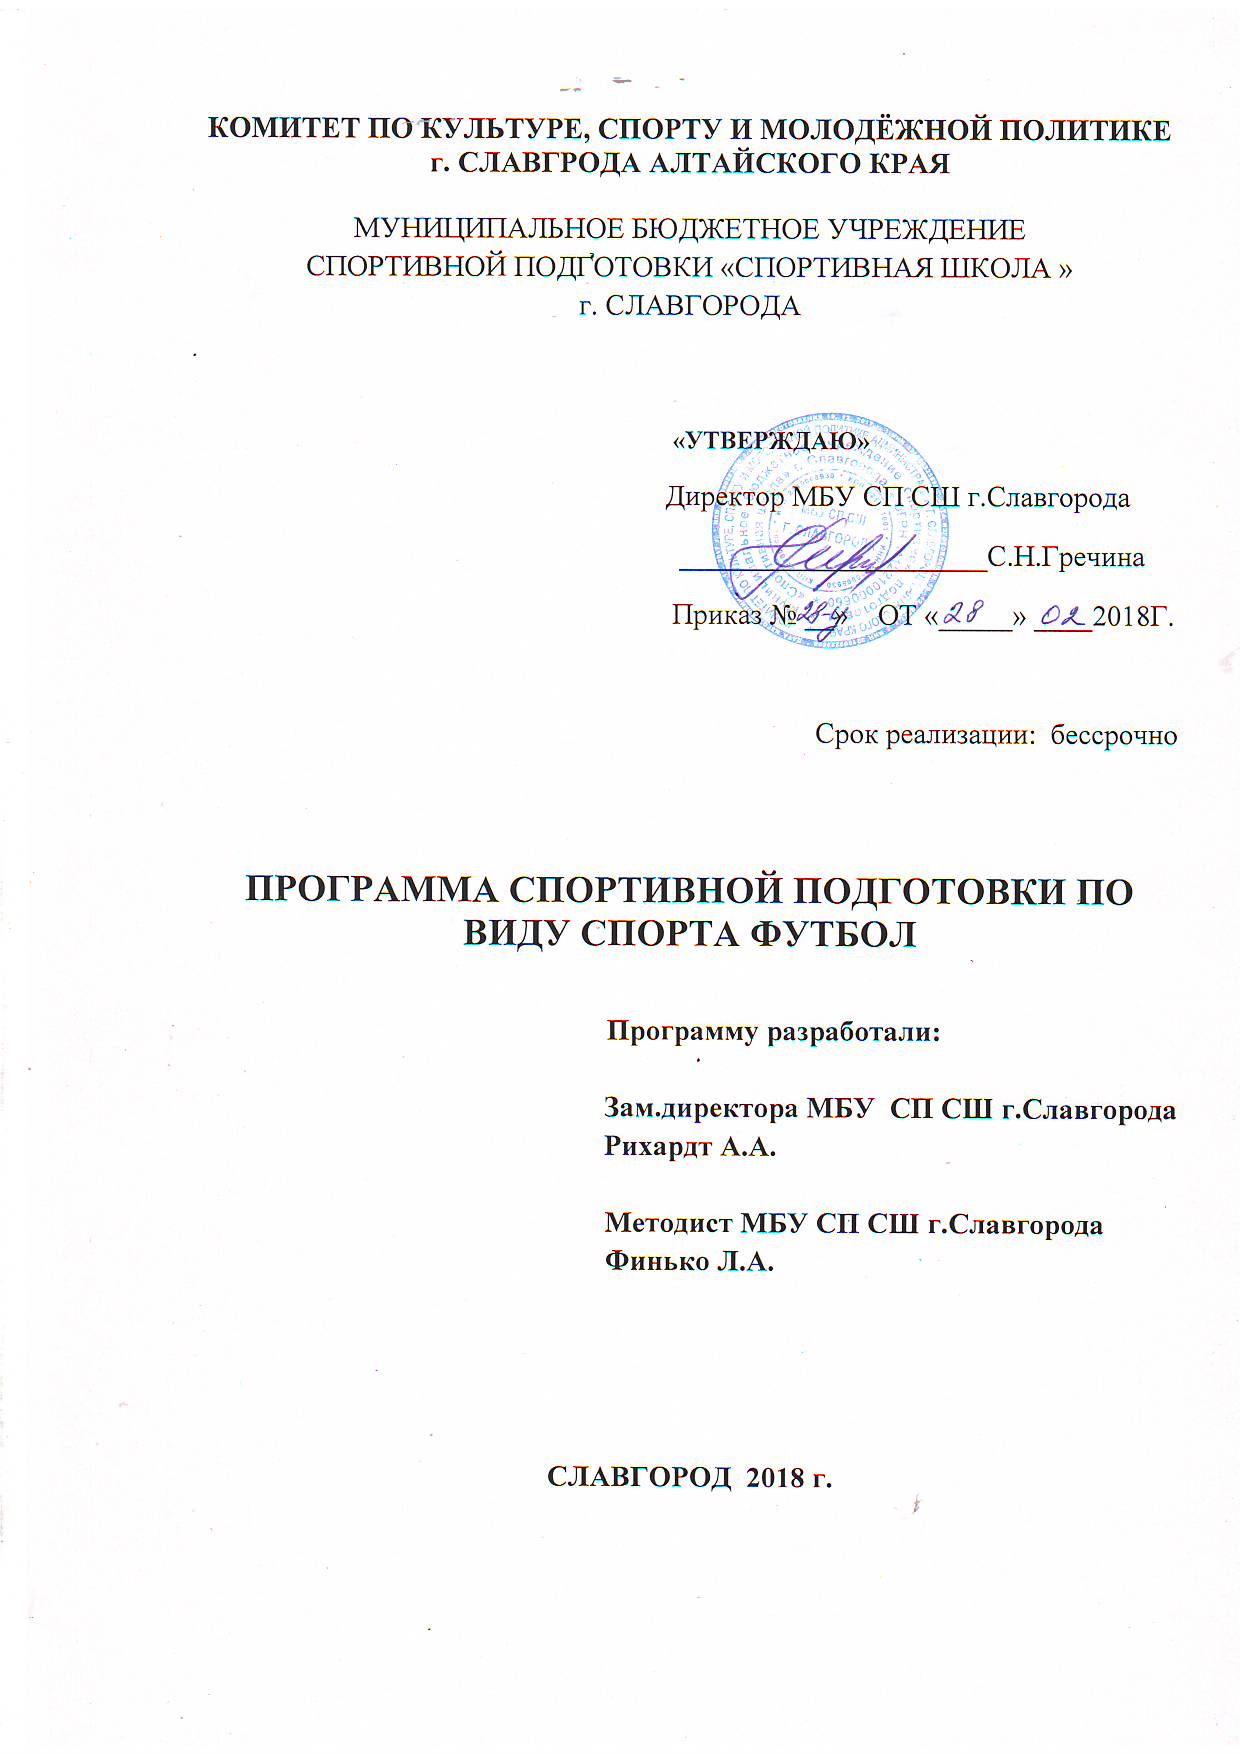 КОМИТЕТ ПО КУЛЬТУРЕ, СПОРТУ И МОЛОДЁЖНОЙ ПОЛИТИКЕ
г. СЛАВГРОДА АЛТАЙСКОГО КРАЯ
МУНИЦИПАЛЬНОЕ БЮДЖЕТНОЕ УЧРЕЖДЕНИЕ
СПОРТИВНОЙ ПОДГОТОВКИ «СПОРТИВНАЯ ШКОЛА »
г. СЛАВГОРОДА
«УТВЕРЖДАЮ»
Директор МБУ СП СШ г.Славгорода
С.Н.Гречина
Приказ № » ОТ «28» 02 2018Г.
Срок реализации: бессрочно
ПРОГРАММА СПОРТИВНОЙ ПОДГОТОВКИ ПО
ВИДУ СПОРТА ФУТБОЛ
Программу разработали:
Зам.директора МБУ СП СШ г.Славгорода
Рихардт А.А.
Методист МБУ СП СШ г.Славгорода
Финько Л.А.
СЛАВГОРОД 2018 г.